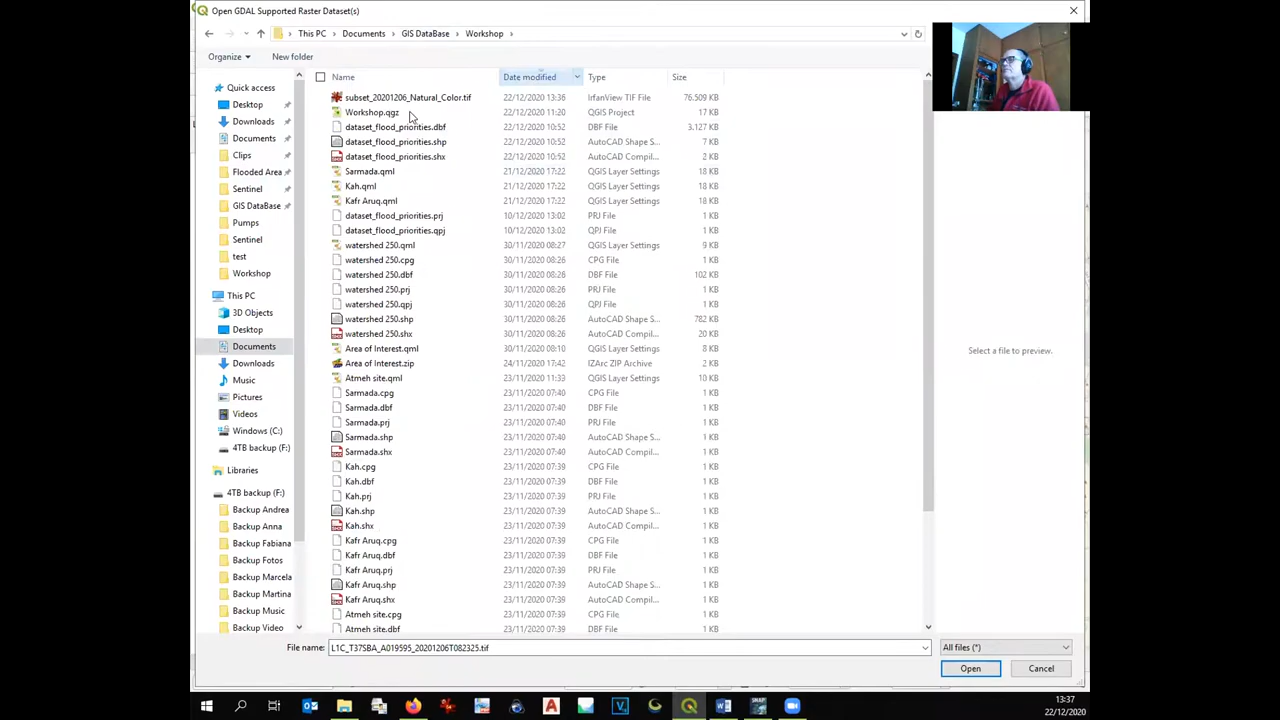 Open GDAL Supported Raster Dataset(s)
This PC > Documents > GIS DataBase > Workshop >
Organize New folder
Name Date modified Type Size
Quick access
Desktop
Downloads
Documents
Clips
Flooded Area
Sentinel
GIS DataBase
Pumps
Sentinel
test
Workshop
This PC
3D Objects
Desktop
Documents
Downloads
Music
Pictures
Videos
Windows (C:)
4TB backup (F:)
Libraries
4TB backup (F:)
Backup Andrea
Backup Anna
Backup Fabiana
Backup Fotos
Backup Marcela
Backup Martina
Backup Music
Backup Video
subset_20201206_Natural_Color.tif 22/12/2020 13:36 IrfanView TIF File 76.509 KB
Workshop.qgz 22/12/2020 11:20 QGIS Project 17 KB
dataset_flood_priorities.dbf 22/12/2020 10:52 DBF File 3.127 KB
dataset_flood_priorities.shp 22/12/2020 10:52 AutoCAD Shape S... 7 KB
dataset_flood_priorities.shx 22/12/2020 10:52 AutoCAD Compil... 2 KB
Sarmada.qml 21/12/2020 17:22 QGIS Layer Settings 18 KB
Kah.qml 21/12/2020 17:22 QGIS Layer Settings 18 KB
Kafr Aruq.qml 21/12/2020 17:22 QGIS Layer Settings 18 KB
dataset_flood_priorities.prj 10/12/2020 13:02 PRJ File 1 KB
dataset_flood_priorities.qpj 10/12/2020 13:02 QPJ File 1 KB
watershed 250.qml 30/11/2020 08:27 QGIS Layer Settings 9 KB
watershed 250.cpg 30/11/2020 08:26 CPG File 1 KB
watershed 250.dbf 30/11/2020 08:26 DBF File 102 KB
watershed 250.prj 30/11/2020 08:26 PRJ File 1 KB
watershed 250.qpj 30/11/2020 08:26 QPJ File 1 KB
watershed 250.shp 30/11/2020 08:26 AutoCAD Shape S... 782 KB
watershed 250.shx 30/11/2020 08:26 AutoCAD Compil... 20 KB
Area of Interest.qml 30/11/2020 08:10 QGIS Layer Settings 8 KB
Area of Interest.zip 24/11/2020 17:42 IZArc ZIP Archive 2 KB
Atmeh site.qml 23/11/2020 11:33 QGIS Layer Settings 10 KB
Sarmada.cpg 23/11/2020 07:40 CPG File 1 KB
Sarmada.dbf 23/11/2020 07:40 DBF File 1 KB
Sarmada.prj 23/11/2020 07:40 PRJ File 1 KB
Sarmada.shp 23/11/2020 07:40 AutoCAD Shape S... 1 KB
Sarmada.shx 23/11/2020 07:40 AutoCAD Compil... 1 KB
Kah.cpg 23/11/2020 07:39 CPG File 1 KB
Kah.dbf 23/11/2020 07:39 DBF File 1 KB
Kah.prj 23/11/2020 07:39 PRJ File 1 KB
Kah.shp 23/11/2020 07:39 AutoCAD Shape S... 1 KB
Kah.shx 23/11/2020 07:39 AutoCAD Compil... 1 KB
Kafr Aruq.cpg 23/11/2020 07:39 CPG File 1 KB
Kafr Aruq.dbf 23/11/2020 07:39 DBF File 1 KB
Kafr Aruq.prj 23/11/2020 07:39 PRJ File 1 KB
Kafr Aruq.shp 23/11/2020 07:39 AutoCAD Shape S... 1 KB
Kafr Aruq.shx 23/11/2020 07:39 AutoCAD Compil... 1 KB
Atmeh site.cpg 23/11/2020 07:39 CPG File 1 KB
Atmeh site.dbf 23/11/2020 07:39 DBF File 1 KB
Select a file to preview.
File name: L1C_T37SBA_A019595_20201206T082325.tif All files (*)
Open Cancel
13:37
22/12/2020